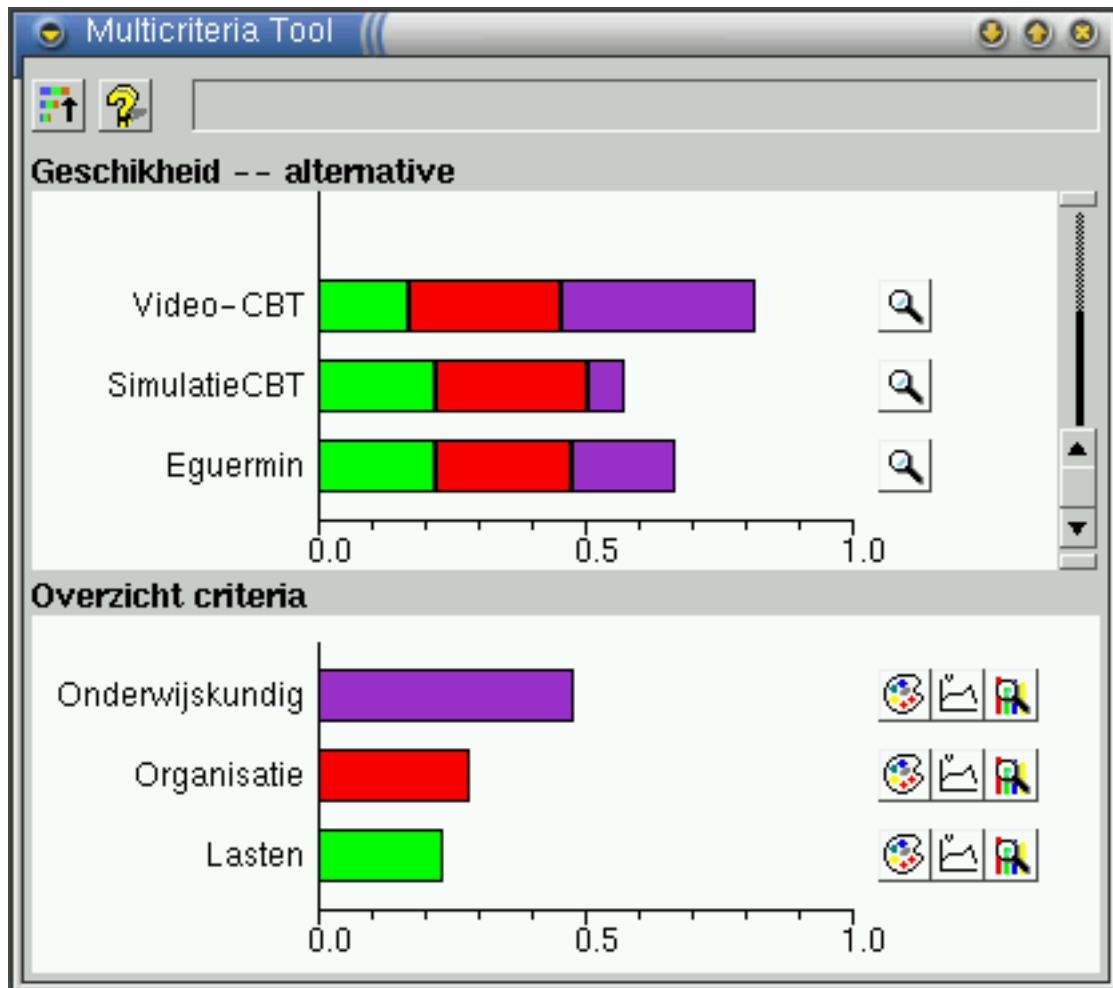 Multicriteria Tool
Geschikheid -- alternative
Video-CBT
SimulatieCBT
Eguermin
0.0 0.5 1.0
Overzicht criteria
Onderwijskundig
Organisatie
Lasten
0.0 0.5 1.0